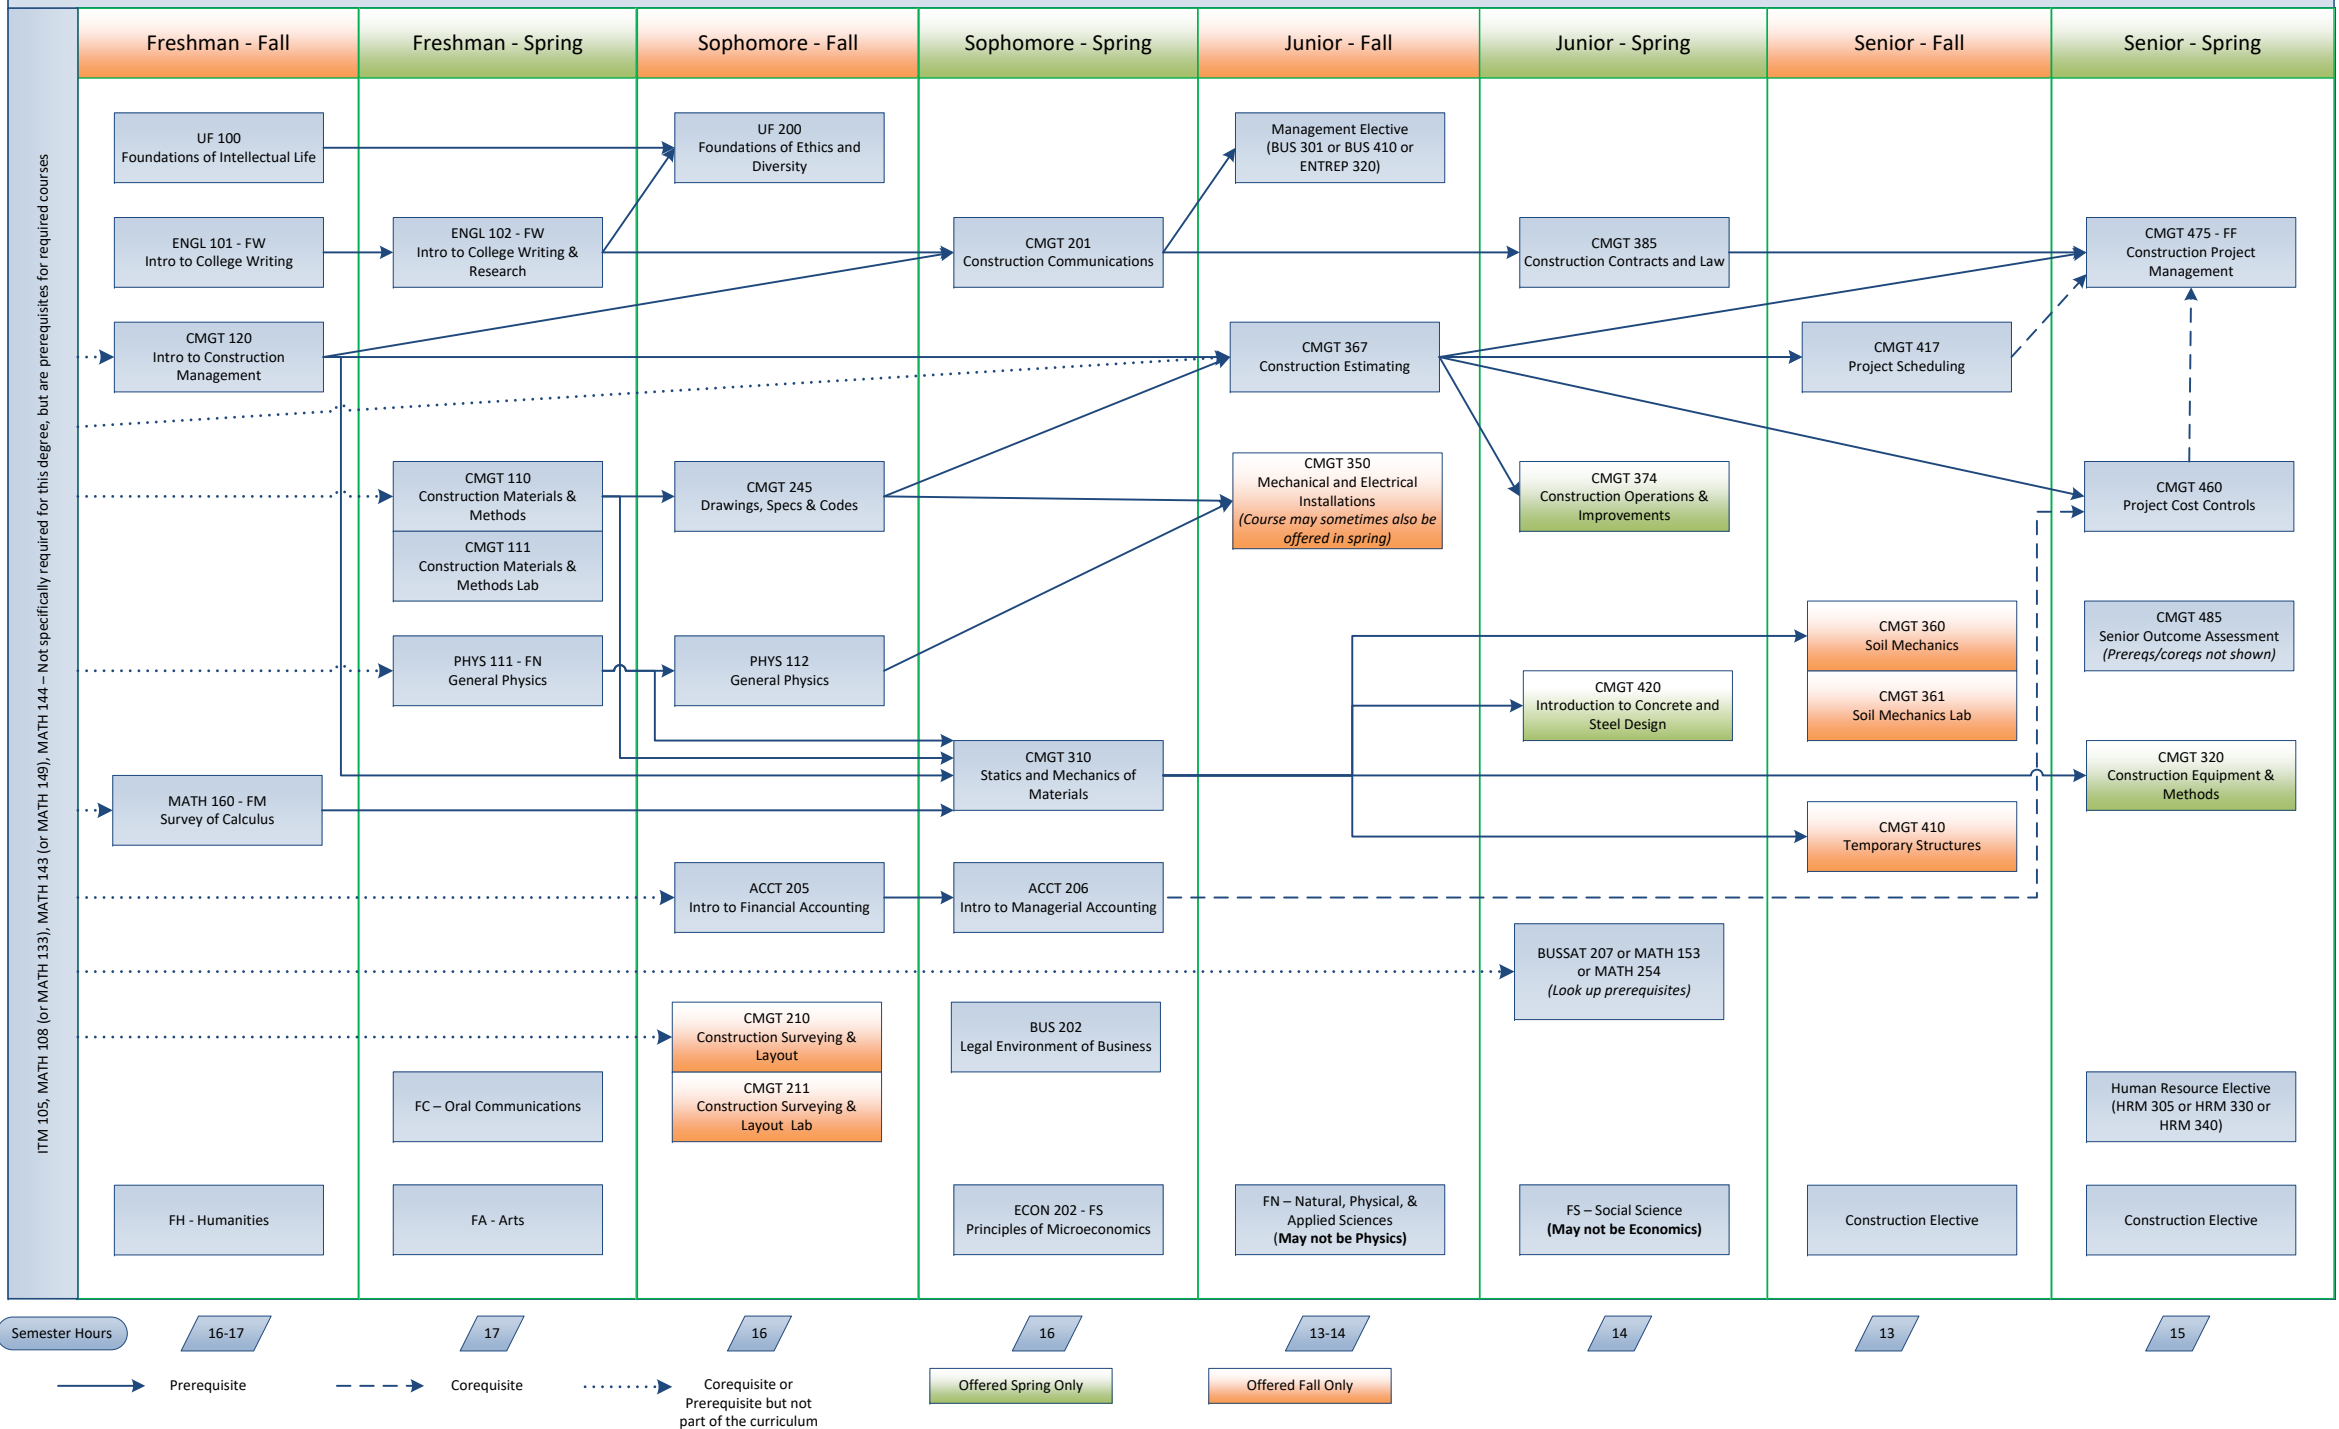 Freshman - Fall
Freshman - Spring
Sophomore - Fall
Sophomore - Spring
Junior - Fall
Junior - Spring
Senior - Fall
Senior - Spring
ITM 105, MATH 108 (or MATH 133), MATH 143 (or MATH 149), MATH 144 – Not specifically required for this degree, but are prerequisites for required courses
UF 100
Foundations of Intellectual Life
UF 200
Foundations of Ethics and
Diversity
Management Elective
(BUS 301 or BUS 410 or
ENTREP 320)
ENGL 101 - FW
Intro to College Writing
ENGL 102 - FW
Intro to College Writing &
Research
CMGT 201
Construction Communications
CMGT 385
Construction Contracts and Law
CMGT 475 - FF
Construction Project
Management
CMGT 120
Intro to Construction
Management
CMGT 367
Construction Estimating
CMGT 417
Project Scheduling
CMGT 110
Construction Materials &
Methods
CMGT 245
Drawings, Specs & Codes
CMGT 350
Mechanical and Electrical
Installations
(Course may sometimes also be
offered in spring)
CMGT 374
Construction Operations &
Improvements
CMGT 460
Project Cost Controls
CMGT 111
Construction Materials &
Methods Lab
PHYS 111 - FN
General Physics
PHYS 112
General Physics
CMGT 360
Soil Mechanics
CMGT 485
Senior Outcome Assessment
(Prereqs/coreqs not shown)
CMGT 420
Introduction to Concrete and
Steel Design
CMGT 361
Soil Mechanics Lab
CMGT 310
Statics and Mechanics of
Materials
CMGT 320
Construction Equipment &
Methods
MATH 160 - FM
Survey of Calculus
CMGT 410
Temporary Structures
ACCT 205
Intro to Financial Accounting
ACCT 206
Intro to Managerial Accounting
BUSSAT 207 or MATH 153
or MATH 254
(Look up prerequisites)
CMGT 210
Construction Surveying &
Layout
BUS 202
Legal Environment of Business
FC – Oral Communications
CMGT 211
Construction Surveying &
Layout Lab
Human Resource Elective
(HRM 305 or HRM 330 or
HRM 340)
FH - Humanities
FA - Arts
ECON 202 - FS
Principles of Microeconomics
FN – Natural, Physical, &
Applied Sciences
(May not be Physics)
FS – Social Science
(May not be Economics)
Construction Elective
Construction Elective
Semester Hours
16-17
17
16
16
13-14
14
13
15
Prerequisite
Corequisite
Corequisite or
Prerequisite but not
part of the curriculum
Offered Spring Only
Offered Fall Only